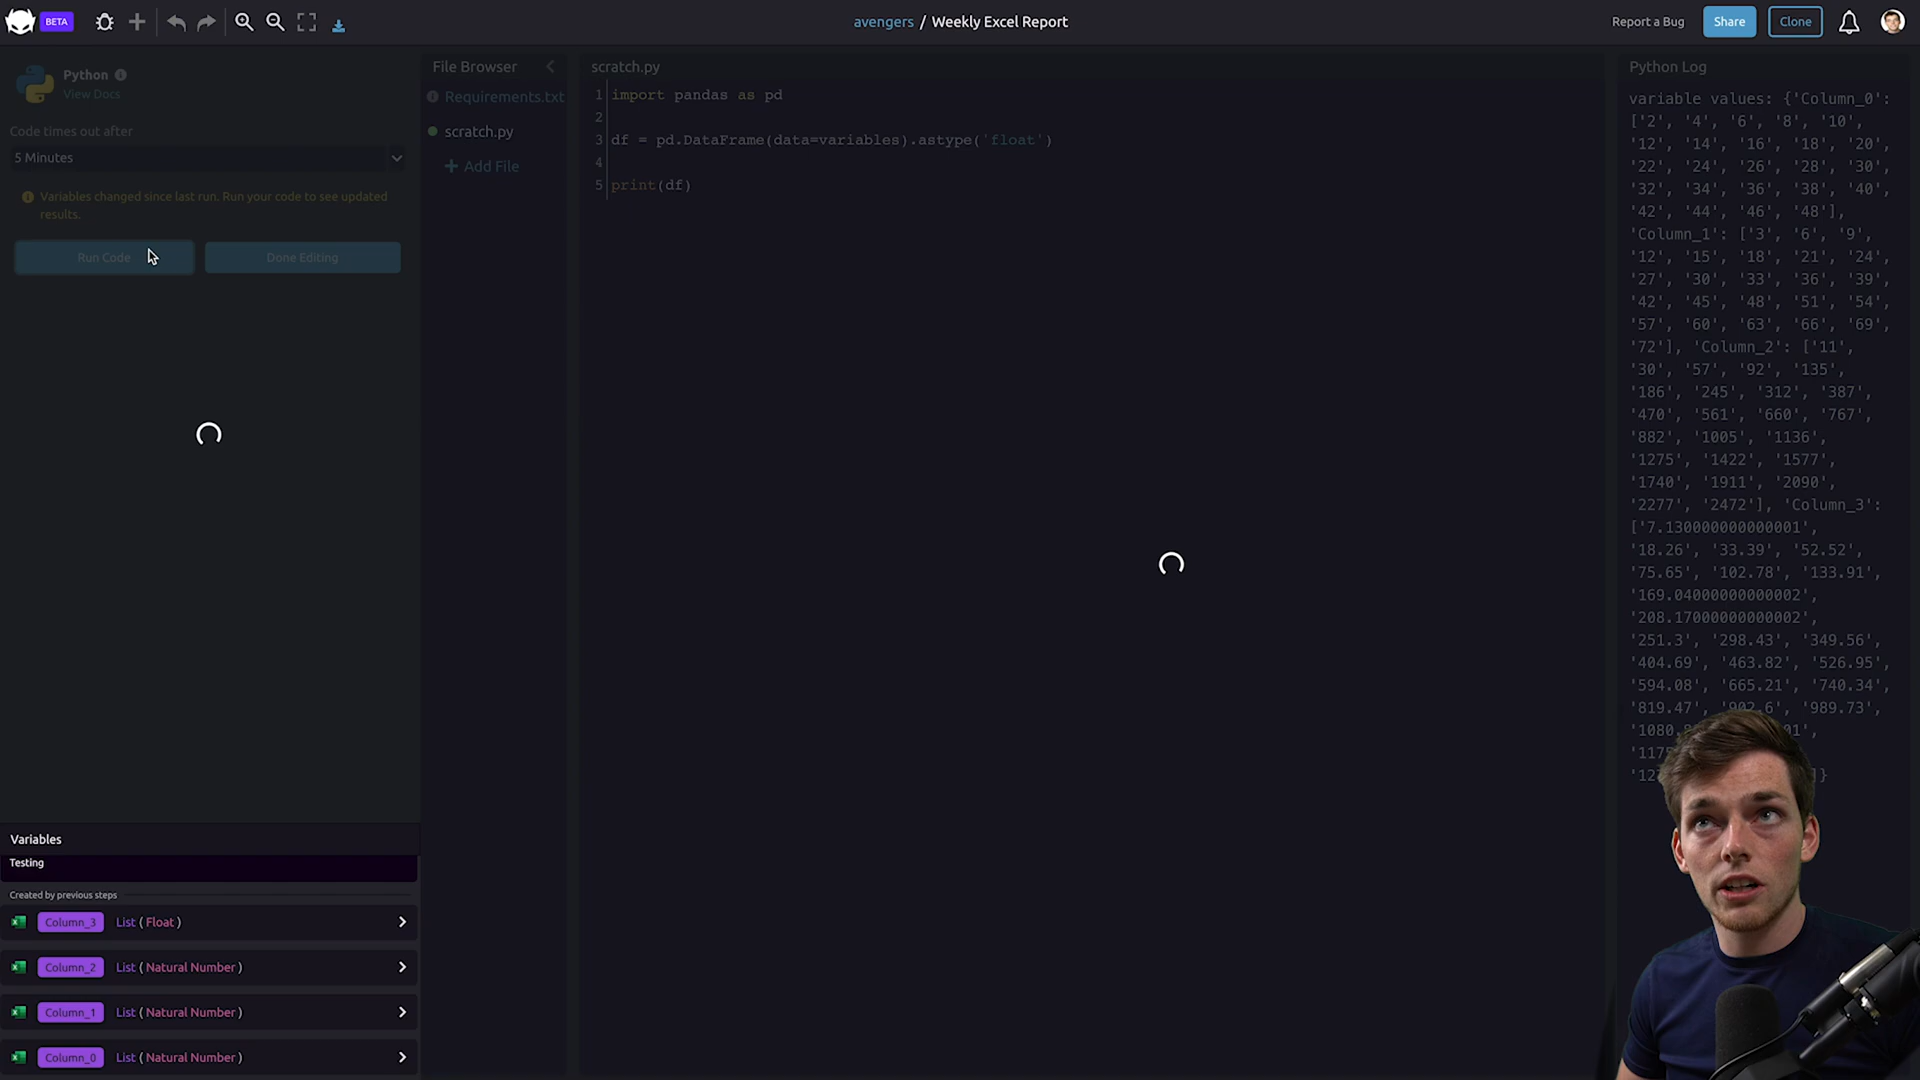 BETA
avengers / Weekly Excel Report
Report a Bug
Share
Clone
Python
View Docs
Code times out after
5 Minutes
Variables changed since last run. Run your code to see updated
results.
Run Code
Done Editing
File Browser
Requirements.txt
scratch.py
+ Add File
scratch.py
1 import pandas as pd
2
3 df = pd.DataFrame(data=variables).astype('float')
4
5 print(df)
Python Log
variable values: {'Column_0':
['2', '4', '6', '8', '10',
'12', '14', '16', '18', '20',
'22', '24', '26', '28', '30',
'32', '34', '36', '38', '40',
'42', '44', '46', '48'],
'Column_1': ['3', '6', '9',
'12', '15', '18', '21', '24',
'27', '30', '33', '36', '39',
'42', '45', '48', '51', '54',
'57', '60', '63', '66', '69',
'72'], 'Column_2': ['11',
'30', '57', '92', '135',
'186', '245', '312', '387',
'470', '561', '660', '767',
'882', '1005', '1136',
'1275', '1422', '1577',
'1740', '1911', '2090',
'2277', '2472'], 'Column_3':
['7.130000000000001',
'18.26', '33.39', '52.52',
'75.65', '102.78', '133.91',
'169.04000000000002',
'208.17000000000002',
'251.3', '298.43', '349.56',
'404.69', '463.82', '526.95',
'594.08', '665.21', '740.34',
'819.47', '902.6', '989.73',
Variables
Testing
Created by previous steps
Column_3 List ( Float )
Column_2 List ( Natural Number )
Column_1 List ( Natural Number )
Column_0 List ( Natural Number )